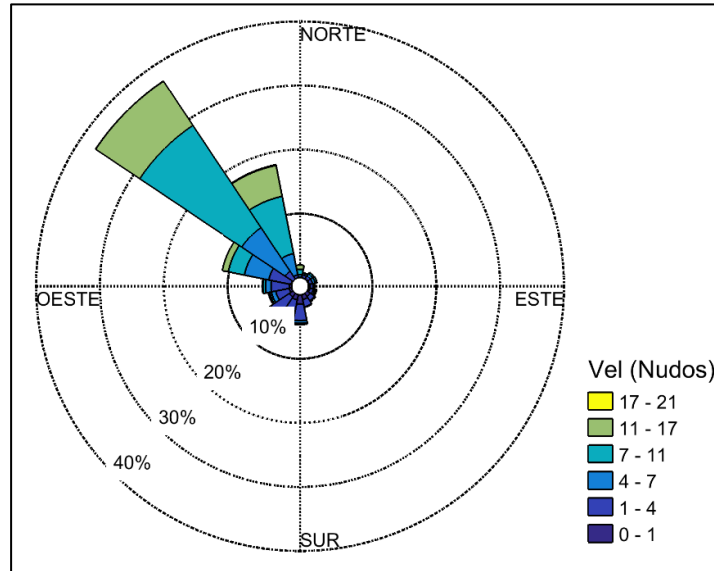 NORTE
OESTE
ESTE
10%
20%
30%
40%
SUR
Vel (Nudos)
17 - 21
11 - 17
7 - 11
4 - 7
1 - 4
0 - 1